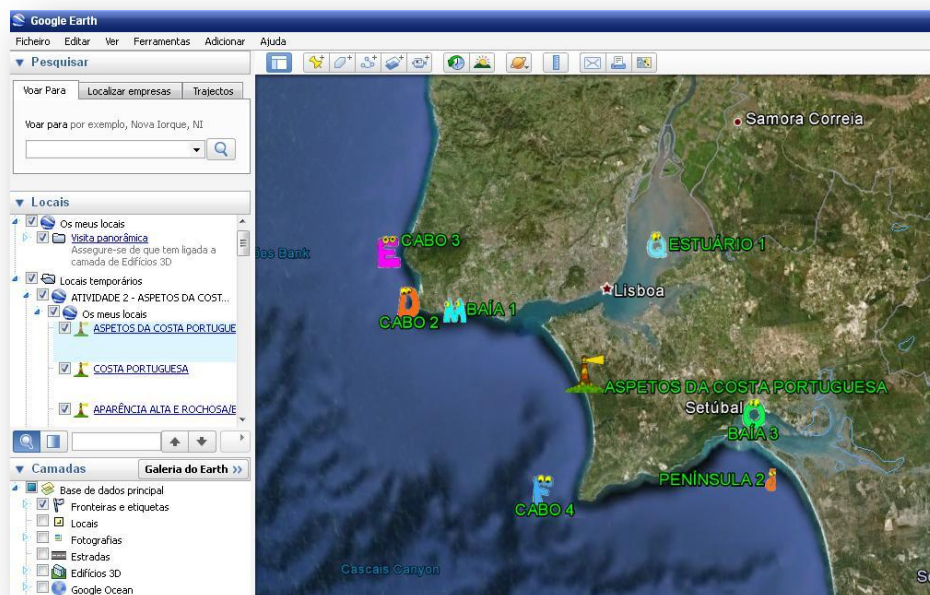 Google Earth
Ficheiro Editar Ver Ferramentas Adicionar Ajuda
Pesquisar
Voar Para Localizar empresas Trajectos
Voar para por exemplo, Nova Iorque, NI
Locais
Os meus locais
Visita panorâmica
Assegure-se de que tem ligada a
camada de Edifícios 3D
Locais temporários
ATIVIDADE 2 - ASPETOS DA COST...
Os meus locais
ASPETOS DA COSTA PORTUGUE
COSTA PORTUGUESA
APARÊNCIA ALTA E ROCHOSA/E
Camadas Galeria do Earth >>
Base de dados principal
Fronteiras e etiquetas
Locais
Fotografias
Estradas
Edifícios 3D
Google Ocean
Samora Correia
E CABO 3
Bank
Q ESTUÁRIO 1
Lisboa
D M BAÍA 1
CABO 2
ASPETOS DA COSTA PORTUGUESA
Setúbal O
BAÍA 3
PENÍNSULA 2
F
CABO 4
Cascais Canyon